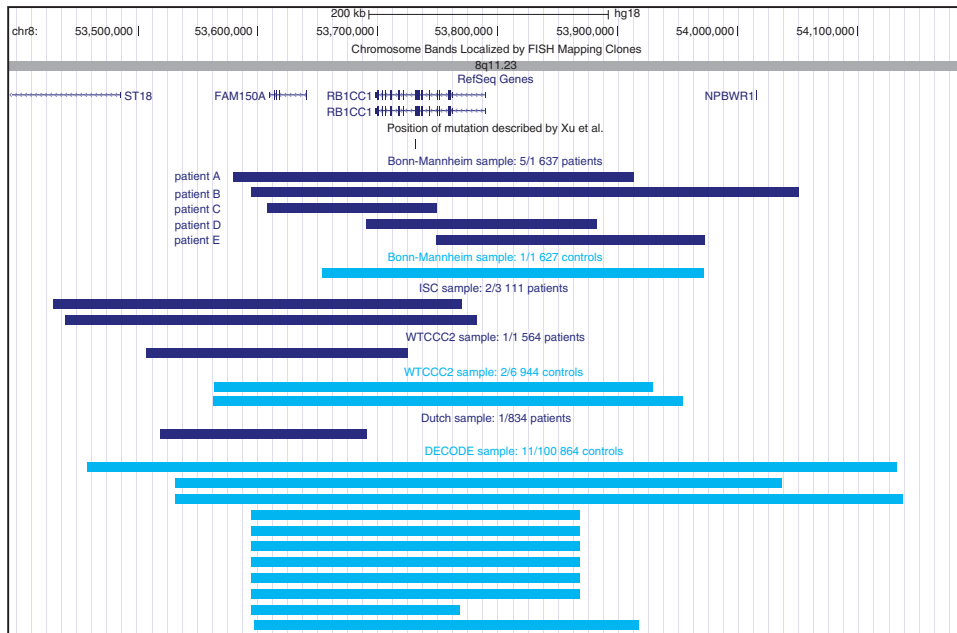 200 kb hg18
chr8: 53,500,000 53,600,000 53,700,000 53,800,000 53,900,000 54,000,000 54,100,000
Chromosome Bands Localized by FISH Mapping Clones
8q11.23
RefSeq Genes
ST18 FAM150A RB1CC1 NPBWR1
RB1CC1
Position of mutation described by Xu et al.
Bonn-Mannheim sample: 5/1 637 patients
patient A
patient B
patient C
patient D
patient E
Bonn-Mannheim sample: 1/1 627 controls
ISC sample: 2/3 111 patients
WTCCC2 sample: 1/1 564 patients
WTCCC2 sample: 2/6 944 controls
Dutch sample: 1/834 patients
DECODE sample: 11/100 864 controls